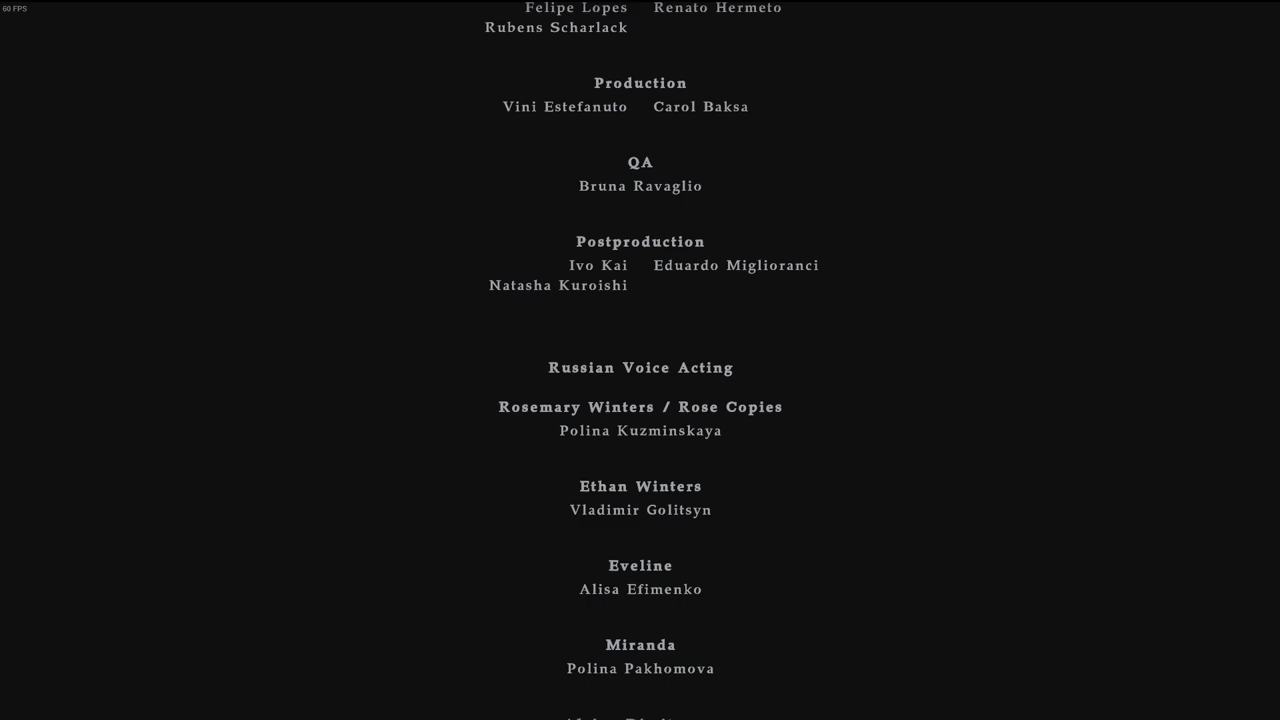 60 FPS
Felipe Lopes Renato Hermeto
Rubens Scharlack
Production
Vini Estefanuto Carol Baksa
QA
Bruna Ravaglio
Postproduction
Ivo Kai Eduardo Miglioranci
Natasha Kuroishi
Russian Voice Acting
Rosemary Winters / Rose Copies
Polina Kuzminskaya
Ethan Winters
Vladimir Golitsyn
Eveline
Alisa Efimenko
Miranda
Polina Pakhomova